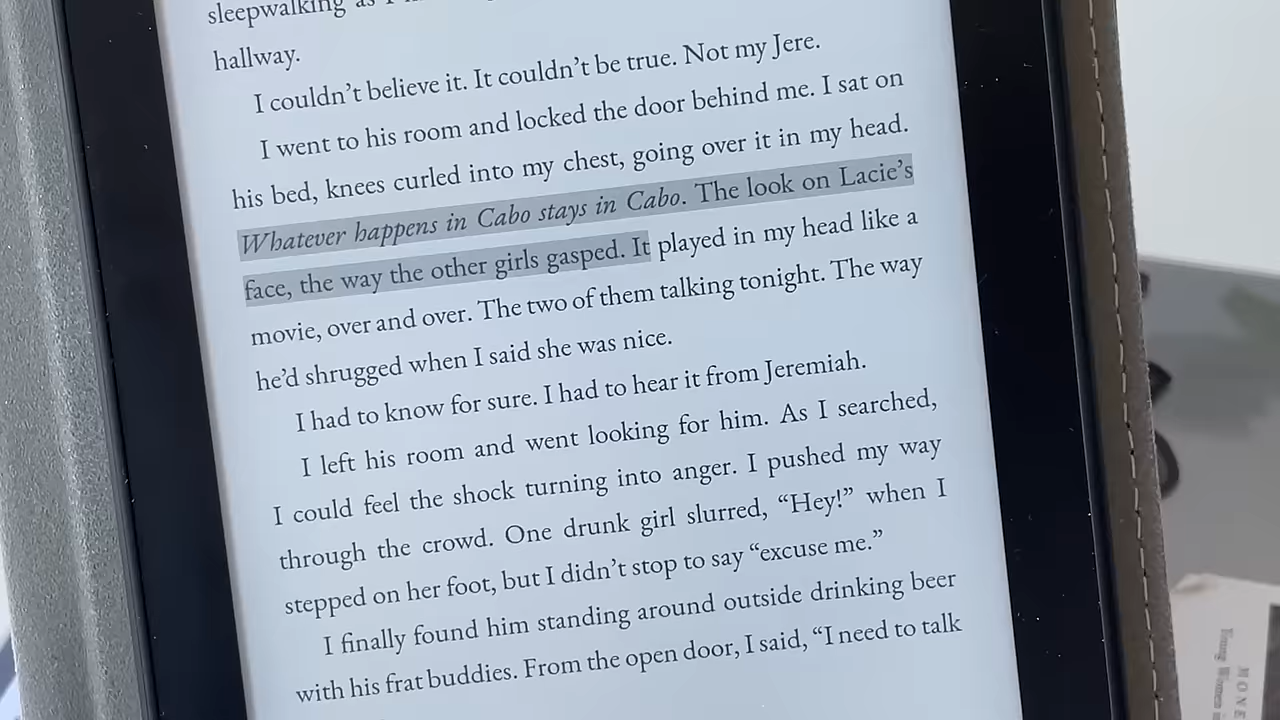 sleepwalking as I
hallway.
I couldn't believe it. It couldn't be true. Not my Jere.
I went to his room and locked the door behind me. I sat on
his bed, knees curled into my chest, going over it in my head.
Whatever happens in Cabo stays in Cabo. The look on Lacie's
face, the way the other girls gasped. It played in my head like a
movie, over and over. The two of them talking tonight. The way
he'd shrugged when I said she was nice.
I had to know for sure. I had to hear it from Jeremiah.
I left his room and went looking for him. As I searched,
I could feel the shock turning into anger. I pushed my way
through the crowd. One drunk girl slurred, “Hey!” when I
stepped on her foot, but I didn't stop to say “excuse me.”
I finally found him standing around outside drinking beer
with his frat buddies. From the open door, I said, “I need to talk
Young Women